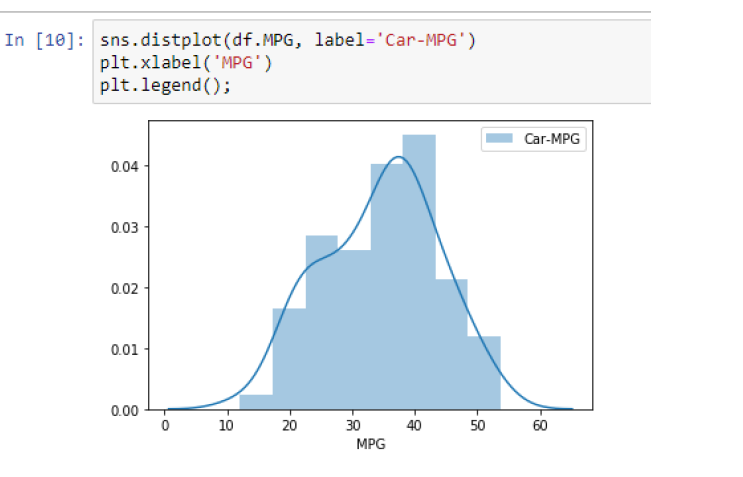 In [10]: sns.distplot(df.MPG, label='Car-MPG')
plt.xlabel('MPG')
plt.legend();
Car-MPG
0.04
0.03
0.02
0.01
0.00
0 10 20 30 40 50 60
MPG